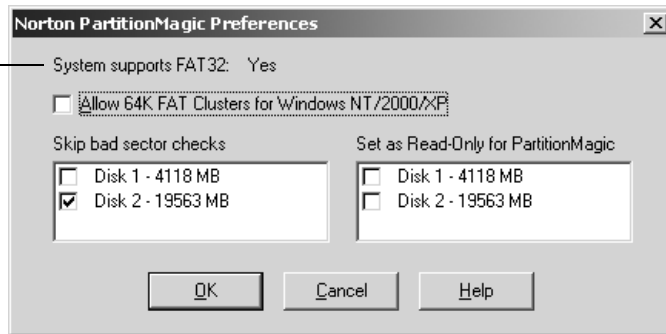 Norton PartitionMagic Preferences
System supports FAT32: Yes
Allow 64K FAT Clusters for Windows NT/2000/XP
Skip bad sector checks
Disk 1 - 4118 MB
Disk 2 - 19563 MB
Set as Read-Only for PartitionMagic
Disk 1 - 4118 MB
Disk 2 - 19563 MB
OK
Cancel
Help